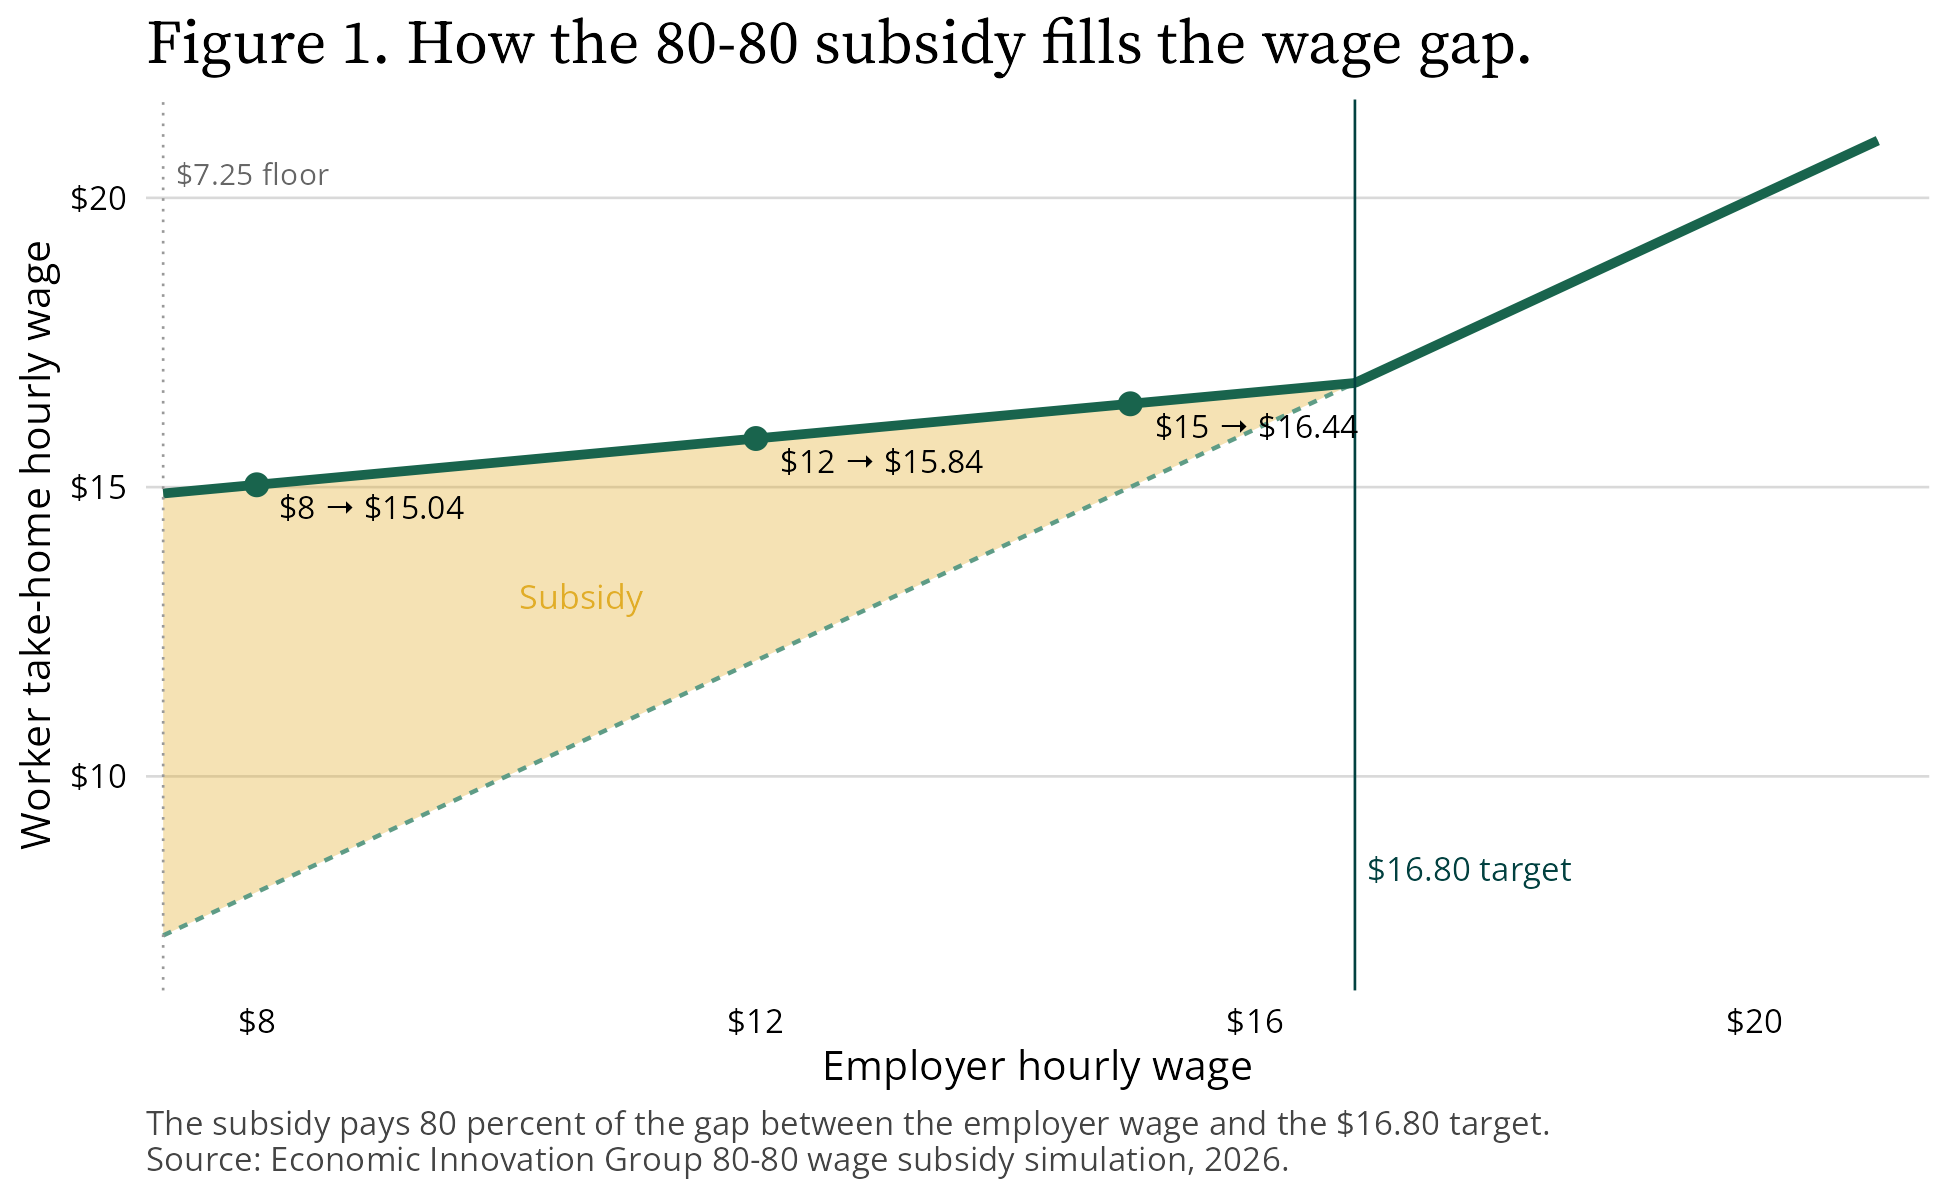 Figure 1. How the 80-80 subsidy fills the wage gap.
$7.25 floor
$20
$15
$10
Worker take-home hourly wage
$15 → $16.44
$12 → $15.84
$8 → $15.04
Subsidy
$16.80 target
$8
$12
$16
$20
Employer hourly wage
The subsidy pays 80 percent of the gap between the employer wage and the $16.80 target.
Source: Economic Innovation Group 80-80 wage subsidy simulation, 2026.